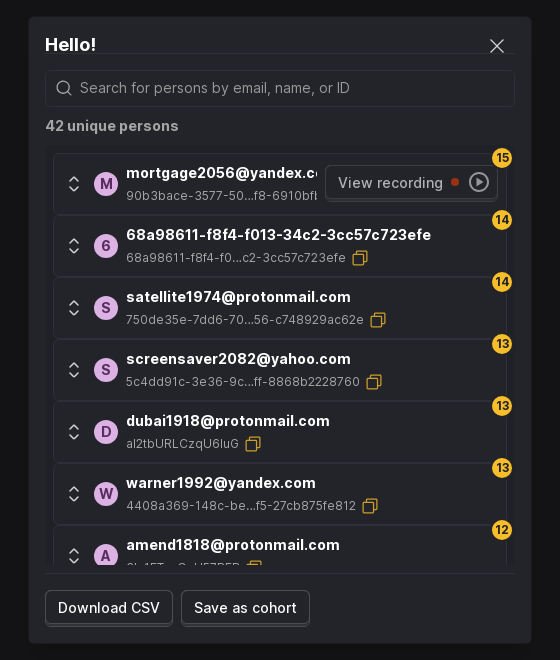 Hello!
Search for persons by email, name, or ID
42 unique persons
15
M mortgage2056@yandex.c
90b3bace-3577-50...f8-6910bf
View recording
14
6 68a98611-f8f4-f013-34c2-3cc57c723efe
68a98611-f8f4-f0...c2-3cc57c723efe
14
S satellite1974@protonmail.com
750de35e-7dd6-70...56-c748929ac62e
13
S screensaver2082@yahoo.com
5c4dd91c-3e36-9c...ff-8868b2228760
13
D dubai1918@protonmail.com
al2tbURLCzqU6luG
13
W warner1992@yandex.com
4408a369-148c-be...f5-27cb875fe812
12
A amend1818@protonmail.com
Download CSV
Save as cohort